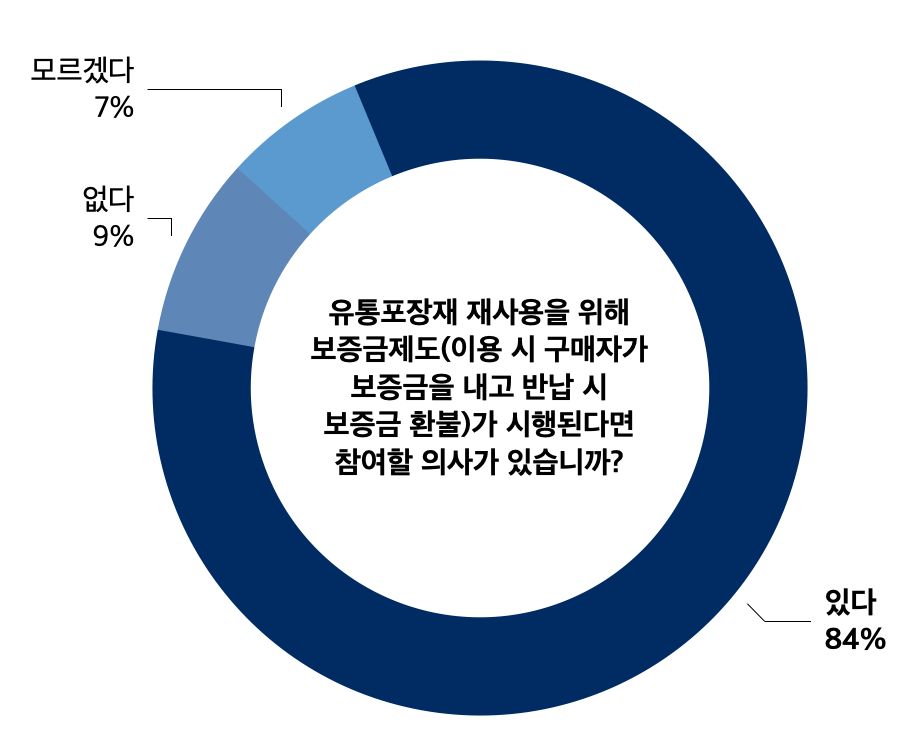 모르겠다
7%
없다
9%
유통포장재 재사용을 위해
보증금제도(이용 시 구매자가
보증금을 내고 반납 시
보증금 환불)가 시행된다면
참여할 의사가 있습니까?
있다
84%